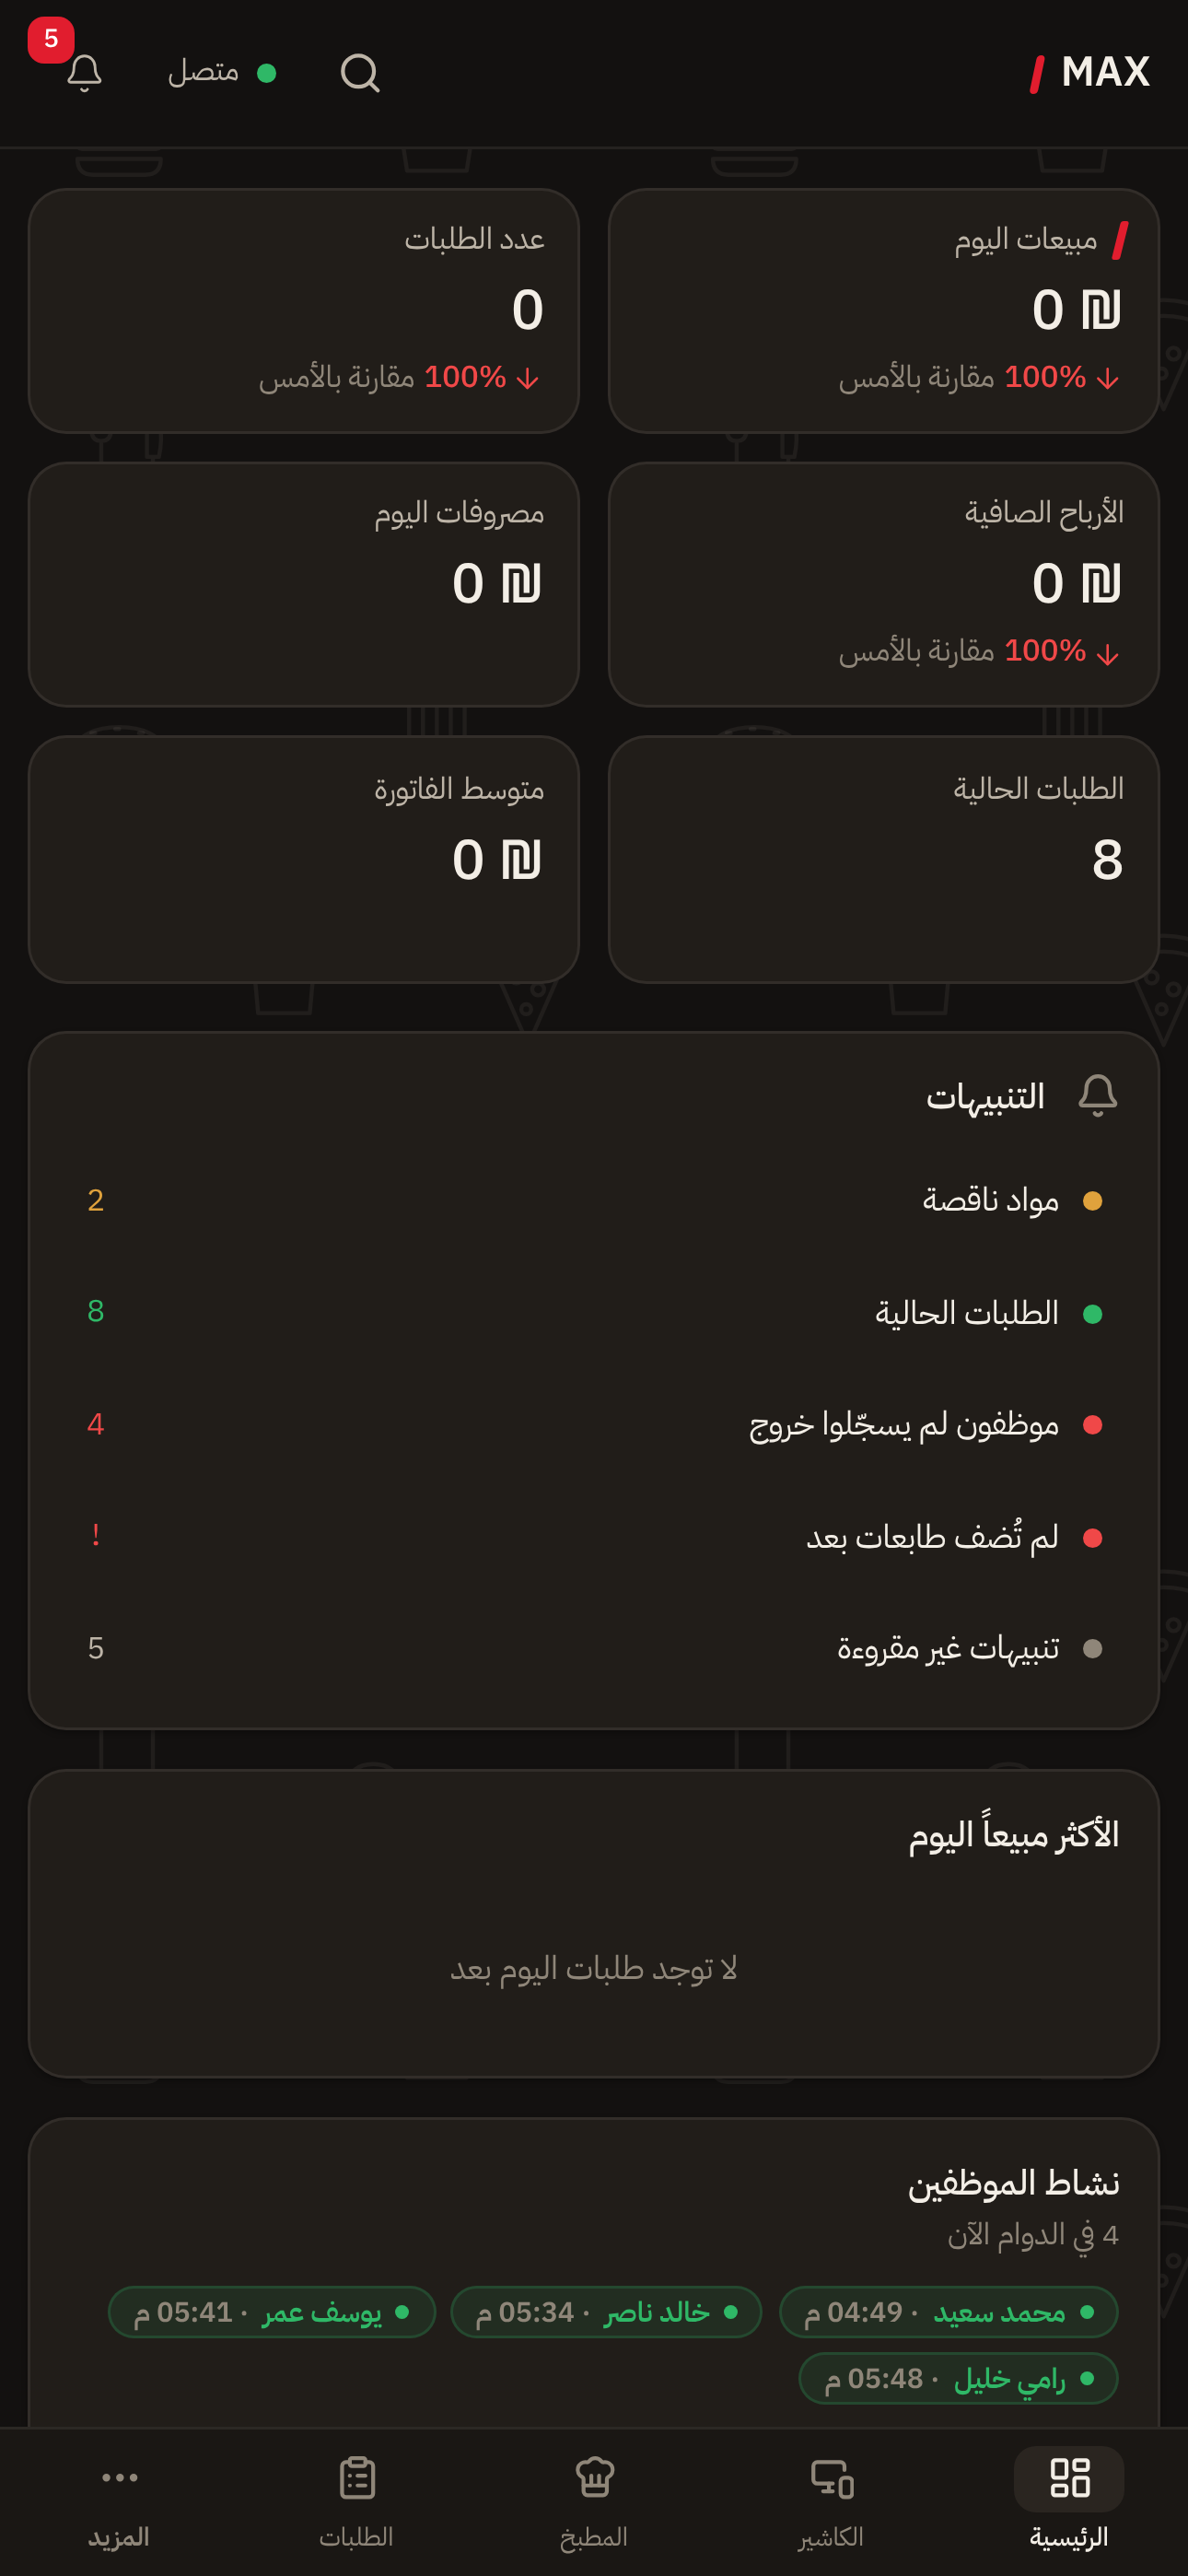 MAX
متصل
5
مبيعات اليوم
₪ 0
↓ 100% مقارنة بالأمس
عدد الطلبات
0
↓ 100% مقارنة بالأمس
الأرباح الصافية
₪ 0
↓ 100% مقارنة بالأمس
مصروفات اليوم
₪ 0
الطلبات الحالية
8
متوسط الفاتورة
₪ 0
التنبيهات
مواد ناقصة 2
الطلبات الحالية 8
موظفون لم يسجّلوا خروج 4
لم تُضف طابعات بعد !
تنبيهات غير مقروءة 5
الأكثر مبيعاً اليوم
لا توجد طلبات اليوم بعد
نشاط الموظفين
4 في الدوام الآن
محمد سعيد · 04:49 م
خالد ناصر · 05:34 م
يوسف عمر · 05:41 م
رامي خليل · 05:48 م
الرئيسية
الكاشير
المطبخ
الطلبات
المزيد